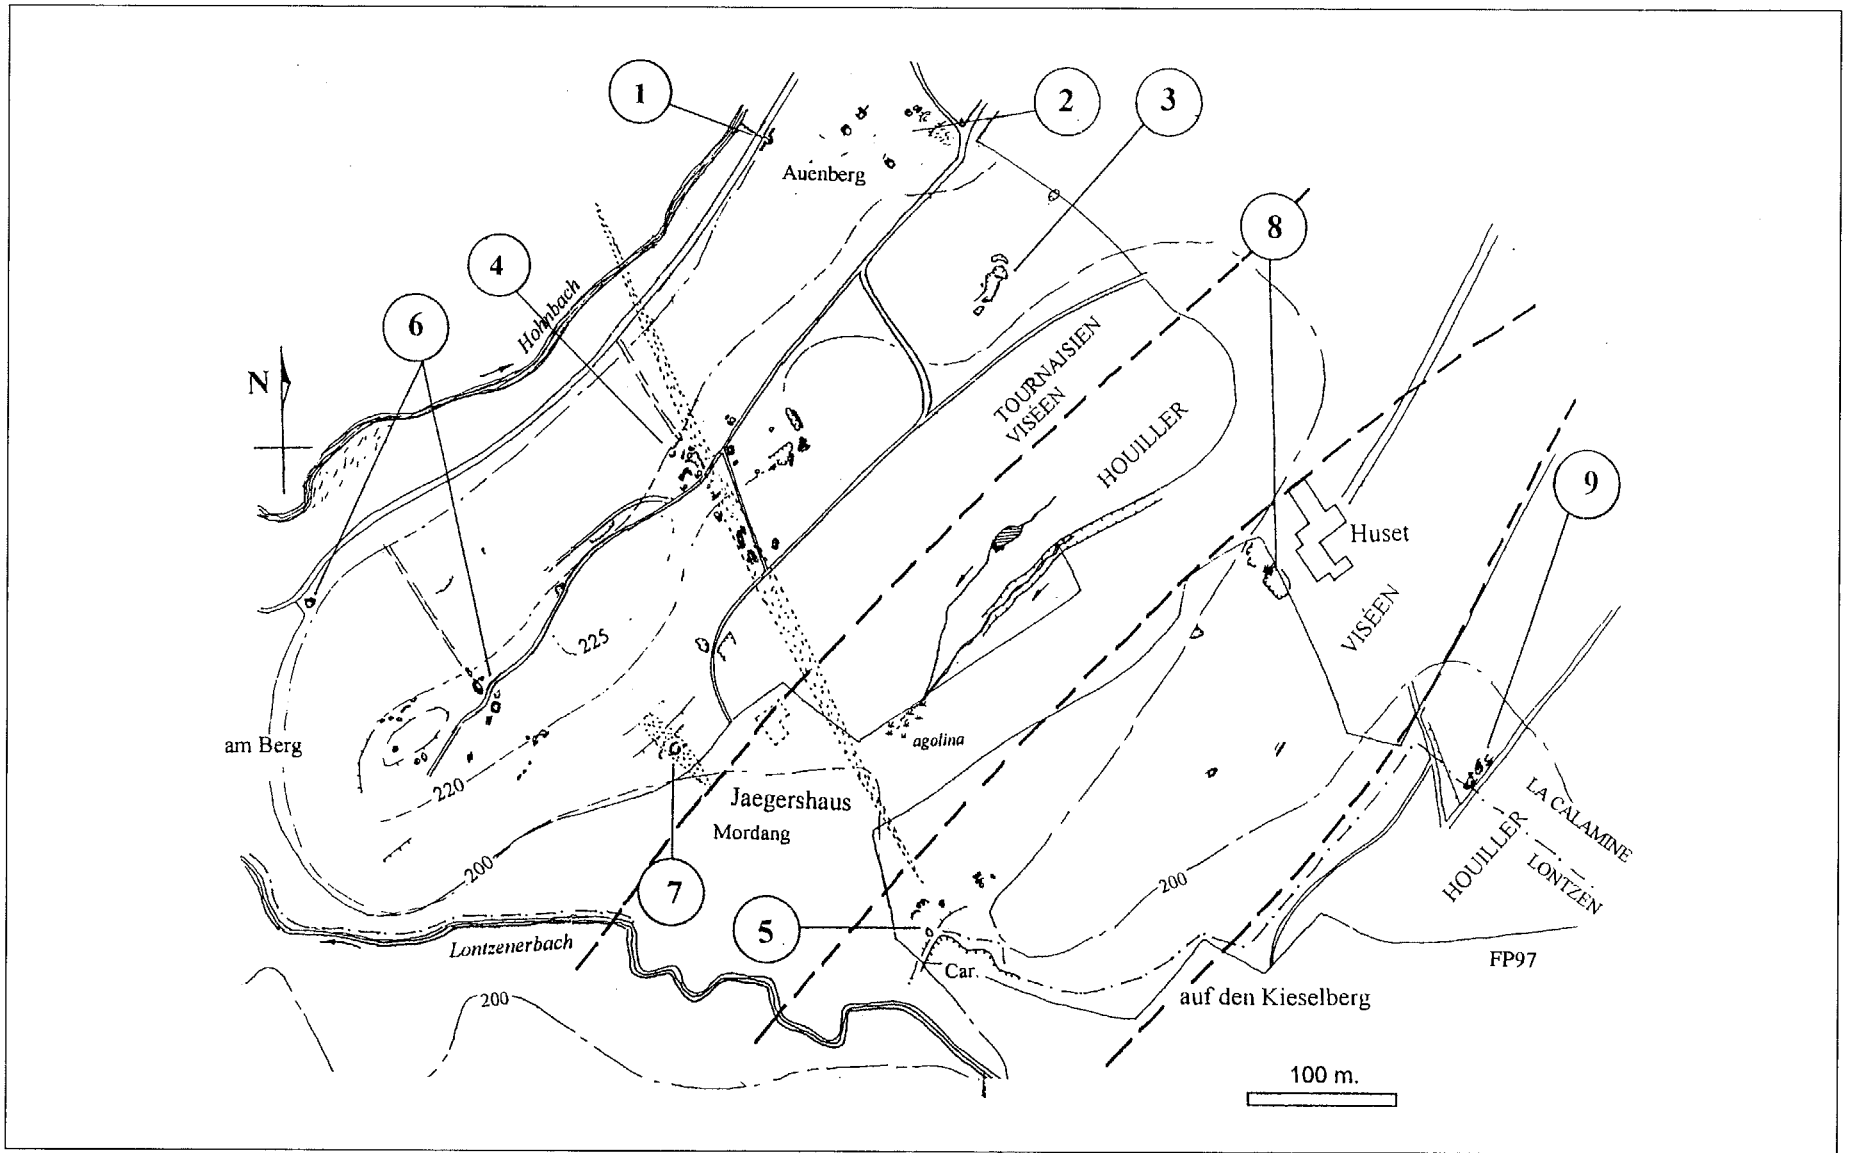 1
2
3
Auenberg
8
4
Hohnbach
6
N
TOURNAISIEN
VISÉEN
HOUILLER
9
Huset
VISÉEN
225
am Berg
agolina
220
Jaegershaus
Mordang
LA CALAMINE
HOUILLER
LONTZEN
200
200
7
5
Lontzenerbach
Car.
FP97
200
auf den Kieselberg
100 m.